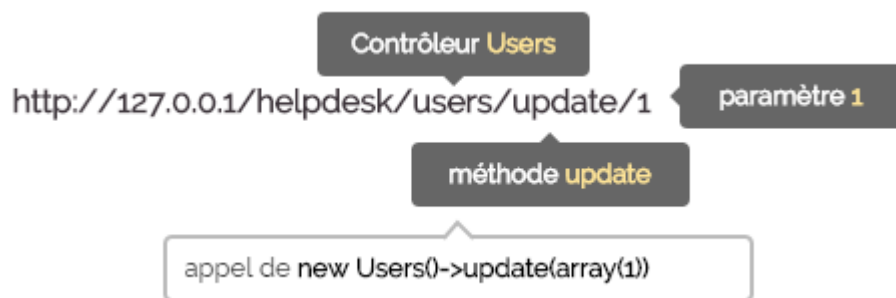 Contrôleur Users
http://127.0.0.1/helpdesk/users/update/1
paramètre 1
méthode update
appel de new Users()->update(array(1))